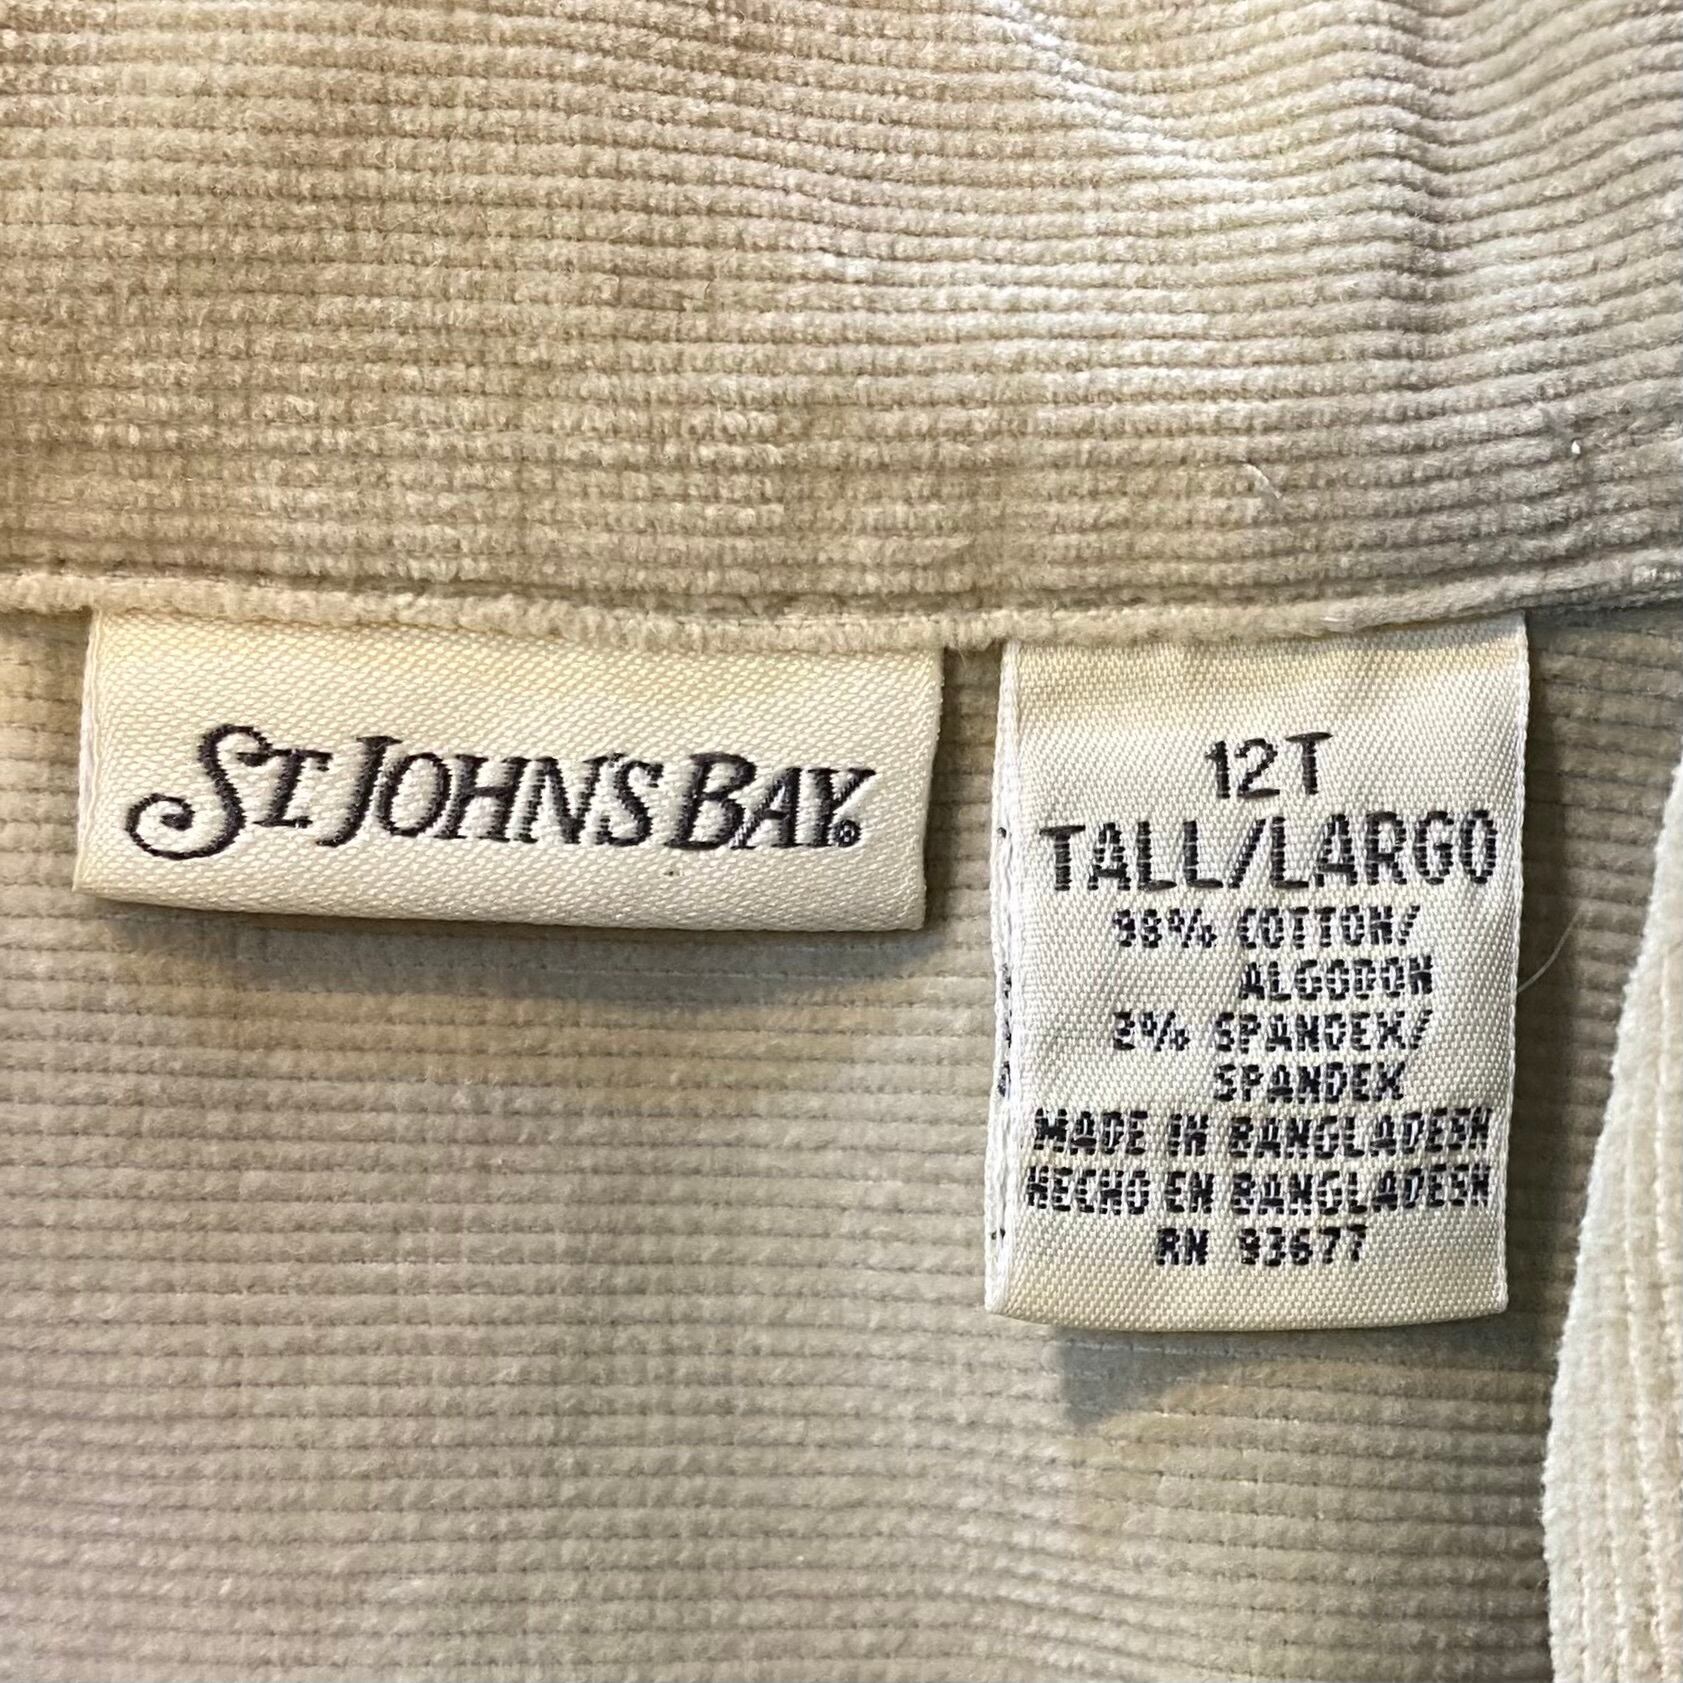 ST. JOHN'S BAY®
12T
TALL/LARGO
98% COTTON/
ALGODON
2% SPANDEX/
SPANDEX
MADE IN BANGLADESH
HECHO EN BANGLADESH
RN 93677